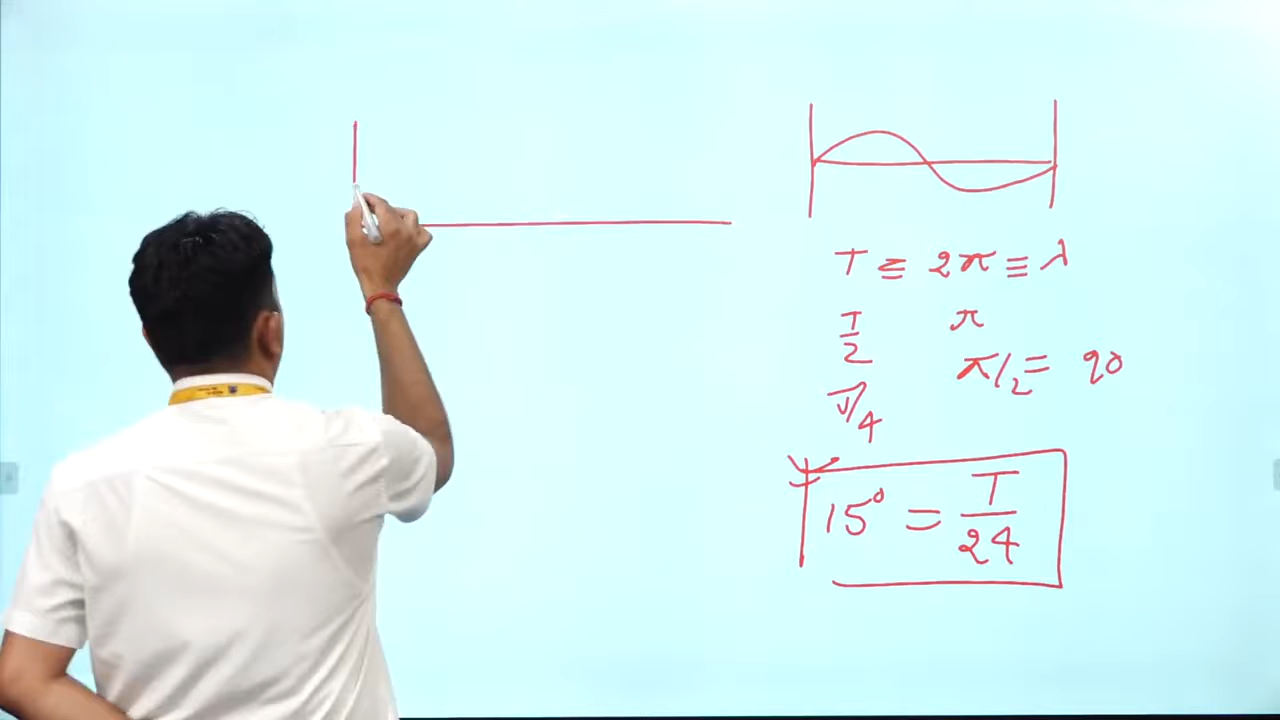 T ≡ 2π ≡ λ
T/2 π
π/2 = 90
π/4
15° = T/24